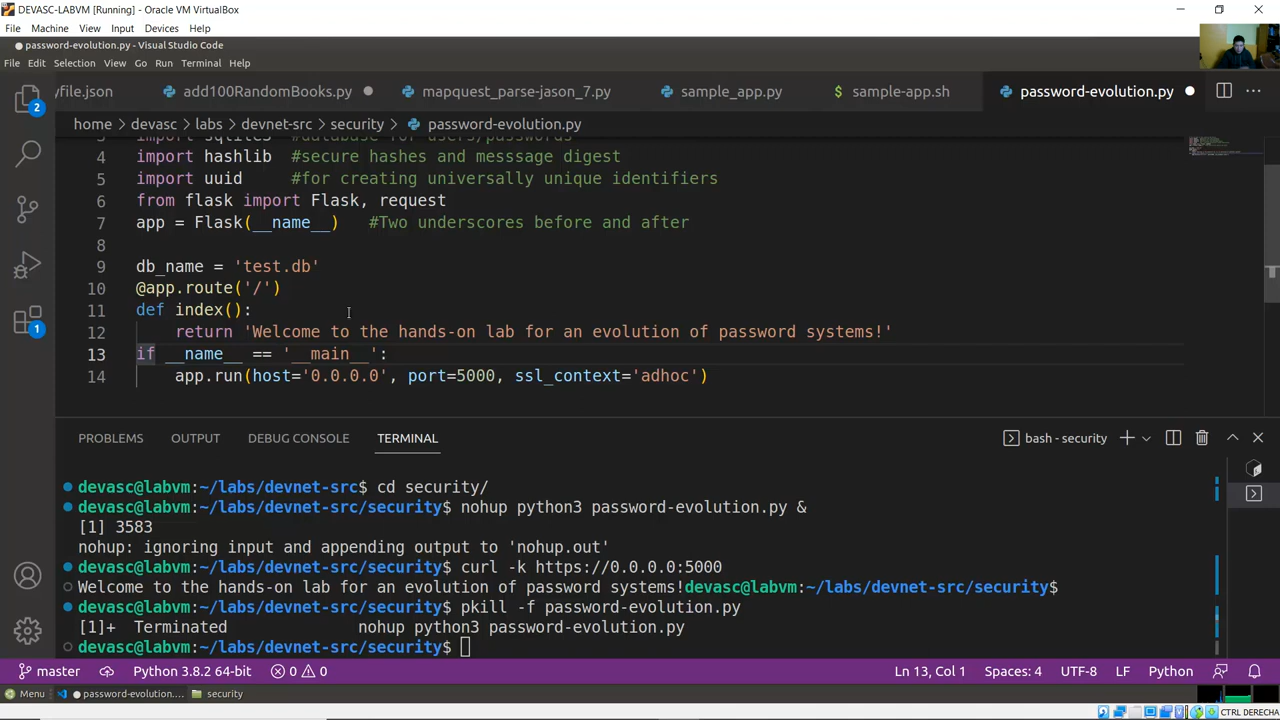 DEVASC-LABVM [Running] - Oracle VM VirtualBox
File Machine View Input Devices Help
password-evolution.py - Visual Studio Code
File Edit Selection View Go Run Terminal Help
yfile.json add100RandomBooks.py mapquest_parse-jason_7.py sample_app.py sample-app.sh password-evolution.py
home > devasc > labs > devnet-src > security > password-evolution.py
3 import sqlite3 #database for users/passwords
4 import hashlib #secure hashes and messsage digest
5 import uuid #for creating universally unique identifiers
6 from flask import Flask, request
7 app = Flask(__name__) #Two underscores before and after
8
9 db_name = 'test.db'
10 @app.route('/')
11 def index():
12 return 'Welcome to the hands-on lab for an evolution of password systems!'
13 if __name__ == '__main__':
14 app.run(host='0.0.0.0', port=5000, ssl_context='adhoc')
2
1
PROBLEMS OUTPUT DEBUG CONSOLE TERMINAL bash - security
devasc@labvm:~/labs/devnet-src$ cd security/
devasc@labvm:~/labs/devnet-src/security$ nohup python3 password-evolution.py &
[1] 3583
nohup: ignoring input and appending output to 'nohup.out'
devasc@labvm:~/labs/devnet-src/security$ curl -k https://0.0.0.0:5000
Welcome to the hands-on lab for an evolution of password systems!devasc@labvm:~/labs/devnet-src/security$
devasc@labvm:~/labs/devnet-src/security$ pkill -f password-evolution.py
[1]+ Terminated nohup python3 password-evolution.py
devasc@labvm:~/labs/devnet-src/security$
master Python 3.8.2 64-bit 0 0 Ln 13, Col 1 Spaces: 4 UTF-8 LF Python
Menu password-evolution.... security
CTRL DERECHA